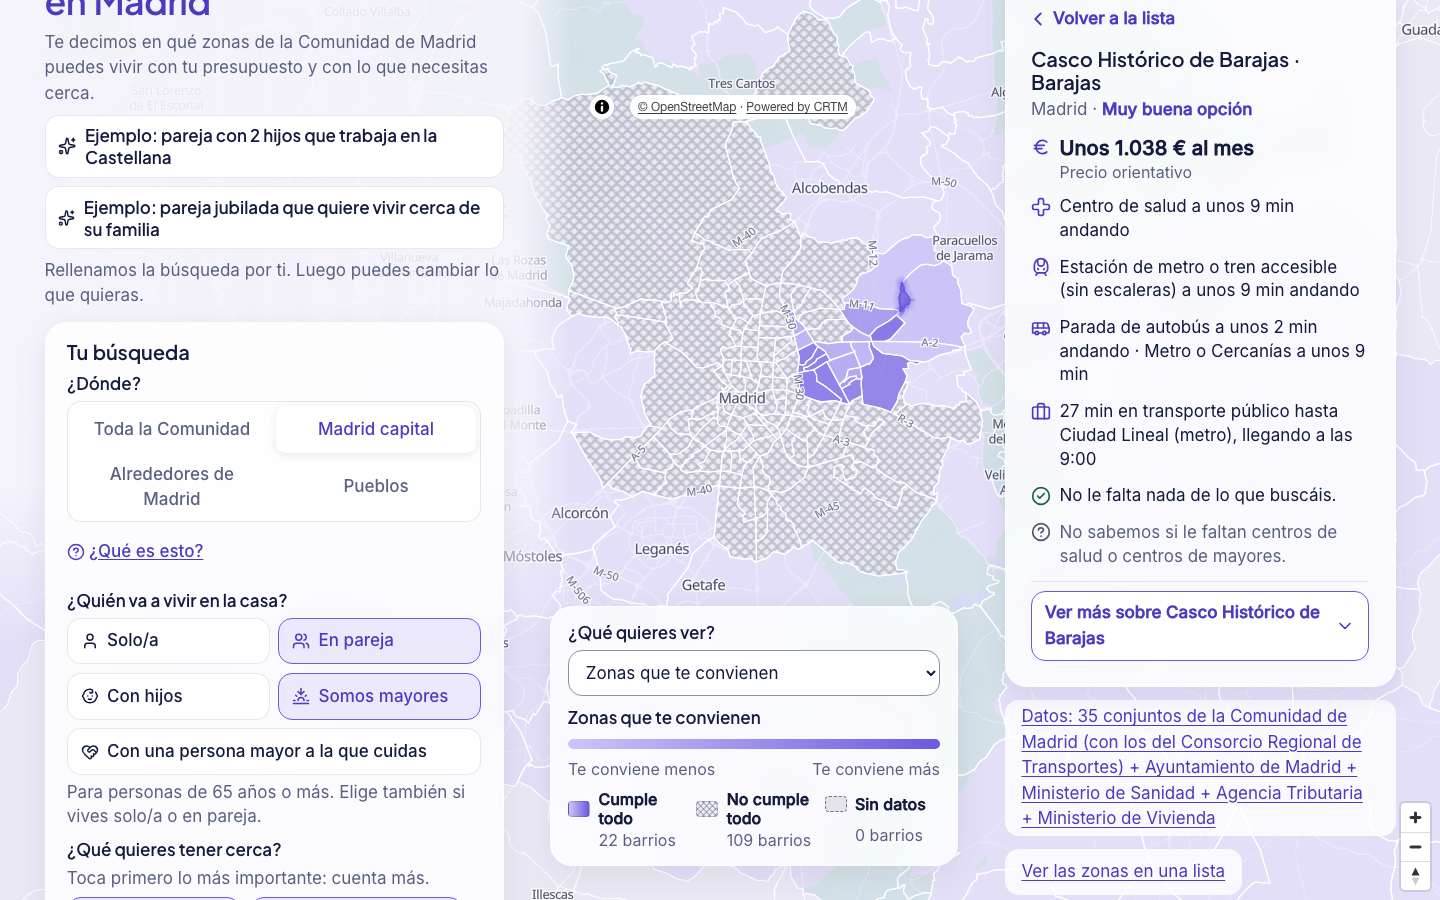 en Madrid
Te decimos en qué zonas de la Comunidad de Madrid
puedes vivir con tu presupuesto y con lo que necesitas
cerca.
Ejemplo: pareja con 2 hijos que trabaja en la
Castellana
Ejemplo: pareja jubilada que quiere vivir cerca de
su familia
Rellenamos la búsqueda por ti. Luego puedes cambiar lo
que quieras.
Tu búsqueda
¿Dónde?
Toda la Comunidad
Madrid capital
Alrededores de
Madrid
Pueblos
¿Qué es esto?
¿Quién va a vivir en la casa?
Solo/a
En pareja
Con hijos
Somos mayores
Con una persona mayor a la que cuidas
Para personas de 65 años o más. Elige también si
vives solo/a o en pareja.
¿Qué quieres tener cerca?
Toca primero lo más importante: cuenta más.
Collado Villalba
San Lorenzo
de El Escorial
Villanueva
Las Rozas
de Madrid
Majadahonda
Tres Cantos
© OpenStreetMap · Powered by CRTM
Alcobendas
M-50
M-40
M-12
Paracuellos
de Jarama
M-11
M-30
A-2
M-30
Madrid
R-3
A-3
A-5
M-40
M-45
Alcorcón
Leganés
Móstoles
M-50
M-506
Getafe
Illescas
¿Qué quieres ver?
Zonas que te convienen
Zonas que te convienen
Te conviene menos
Te conviene más
Cumple
todo
22 barrios
No cumple
todo
109 barrios
Sin datos
0 barrios
Volver a la lista
Casco Histórico de Barajas ·
Barajas
Madrid · Muy buena opción
Unos 1.038 € al mes
Precio orientativo
Centro de salud a unos 9 min
andando
Estación de metro o tren accesible
(sin escaleras) a unos 9 min andando
Parada de autobús a unos 2 min
andando · Metro o Cercanías a unos 9
min
27 min en transporte público hasta
Ciudad Lineal (metro), llegando a las
9:00
No le falta nada de lo que buscáis.
No sabemos si le faltan centros de
salud o centros de mayores.
Ver más sobre Casco Histórico de
Barajas
Datos: 35 conjuntos de la Comunidad de
Madrid (con los del Consorcio Regional de
Transportes) + Ayuntamiento de Madrid +
Ministerio de Sanidad + Agencia Tributaria
+ Ministerio de Vivienda
Ver las zonas en una lista